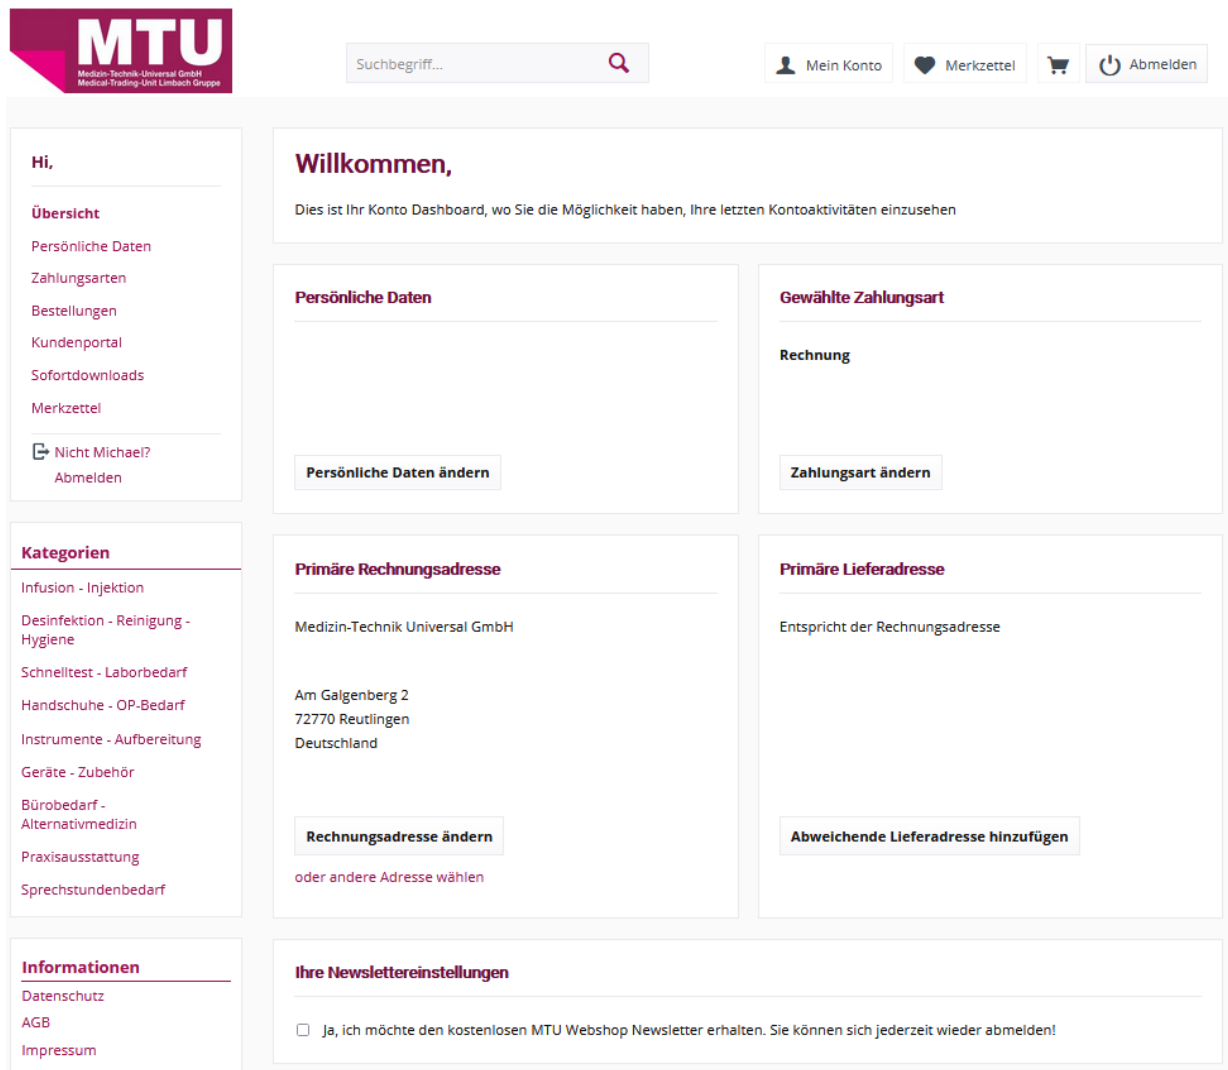 MTU
Medizin-Technik-Universal GmbH
Medical-Trading-Unit Limbach Gruppe
Suchbegriff...
Mein Konto
Merkzettel
Abmelden
Hi,
Übersicht
Persönliche Daten
Zahlungsarten
Bestellungen
Kundenportal
Sofortdownloads
Merkzettel
Nicht Michael?
Abmelden
Kategorien
Infusion - Injektion
Desinfektion - Reinigung -
Hygiene
Schnelltest - Laborbedarf
Handschuhe - OP-Bedarf
Instrumente - Aufbereitung
Geräte - Zubehör
Bürobedarf -
Alternativmedizin
Praxisausstattung
Sprechstundenbedarf
Informationen
Datenschutz
AGB
Impressum
Willkommen,
Dies ist Ihr Konto Dashboard, wo Sie die Möglichkeit haben, Ihre letzten Kontoaktivitäten einzusehen
Persönliche Daten
Persönliche Daten ändern
Gewählte Zahlungsart
Rechnung
Zahlungsart ändern
Primäre Rechnungsadresse
Medizin-Technik Universal GmbH
Am Galgenberg 2
72770 Reutlingen
Deutschland
Rechnungsadresse ändern
oder andere Adresse wählen
Primäre Lieferadresse
Entspricht der Rechnungsadresse
Abweichende Lieferadresse hinzufügen
Ihre Newslettereinstellungen
Ja, ich möchte den kostenlosen MTU Webshop Newsletter erhalten. Sie können sich jederzeit wieder abmelden!